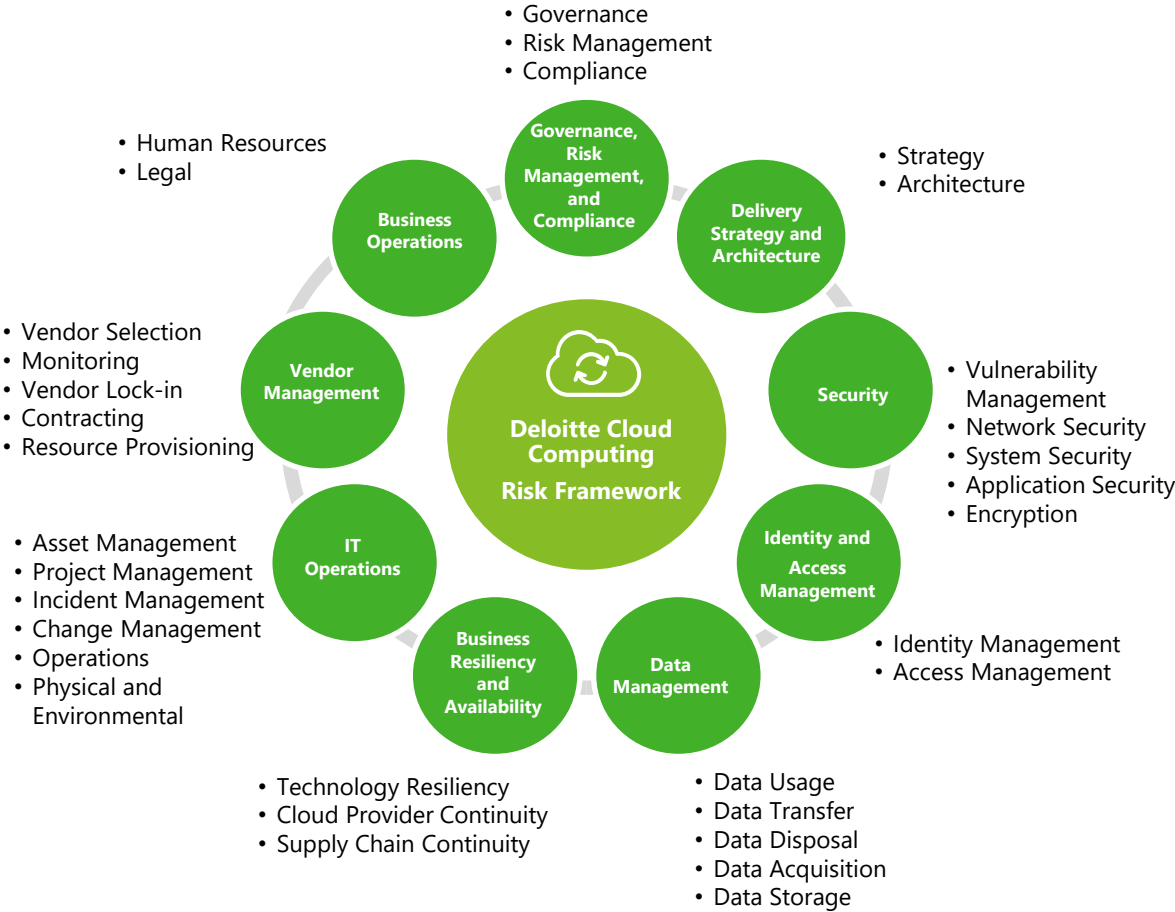 • Governance
• Risk Management
• Compliance
Governance,
Risk
Management,
and
Compliance
• Strategy
• Architecture
Delivery
Strategy and
Architecture
• Vulnerability
Management
• Network Security
• System Security
• Application Security
• Encryption
Security
Identity and
Access
Management
• Identity Management
• Access Management
Data
Management
• Data Usage
• Data Transfer
• Data Disposal
• Data Acquisition
• Data Storage
Business
Resiliency
and
Availability
• Technology Resiliency
• Cloud Provider Continuity
• Supply Chain Continuity
IT
Operations
• Asset Management
• Project Management
• Incident Management
• Change Management
• Operations
• Physical and
Environmental
Vendor
Management
• Vendor Selection
• Monitoring
• Vendor Lock-in
• Contracting
• Resource Provisioning
Business
Operations
• Human Resources
• Legal
Deloitte Cloud
Computing
Risk Framework